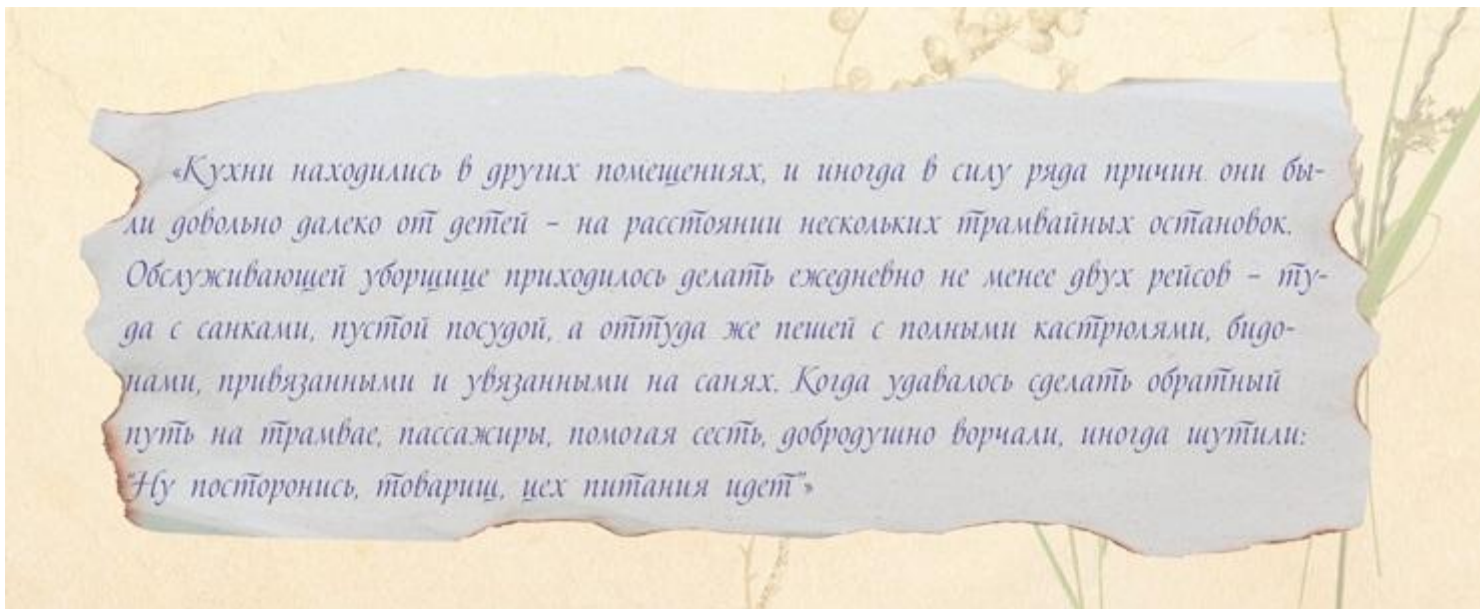 «Кухни находились в других помещениях, и иногда в силу ряда причин они бы-
ли довольно далеко от детей – на расстоянии нескольких трамвайных остановок.
Обслуживающей уборщице приходилось делать ежедневно не менее двух рейсов – ту-
да с санками, пустой посудой, а оттуда же пешей с полными кастрюлями, бидо-
нами, привязанными и увязанными на санях. Когда удавалось сделать обратный
путь на трамвае, пассажиры, помогая сесть, добродушно ворчали, иногда шутили:
"Ну посторонись, товарищ, цех питания идет"»